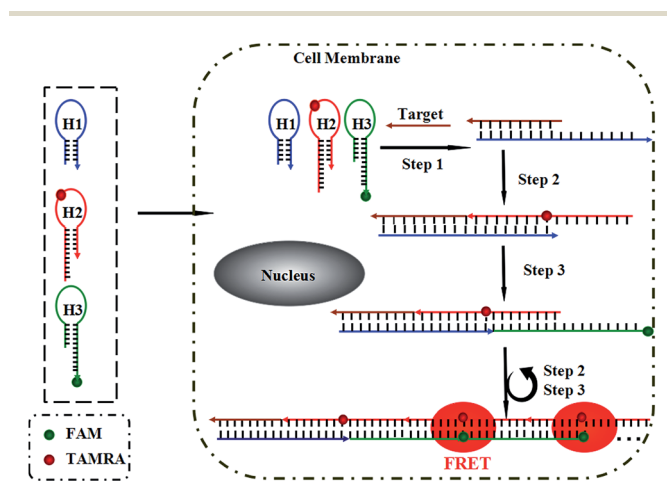 Cell Membrane
H1
H2
H3
H1
H2
H3
Target
Step 1
Step 2
Step 3
Nucleus
Step 2
Step 3
FRET
FAM
TAMRA